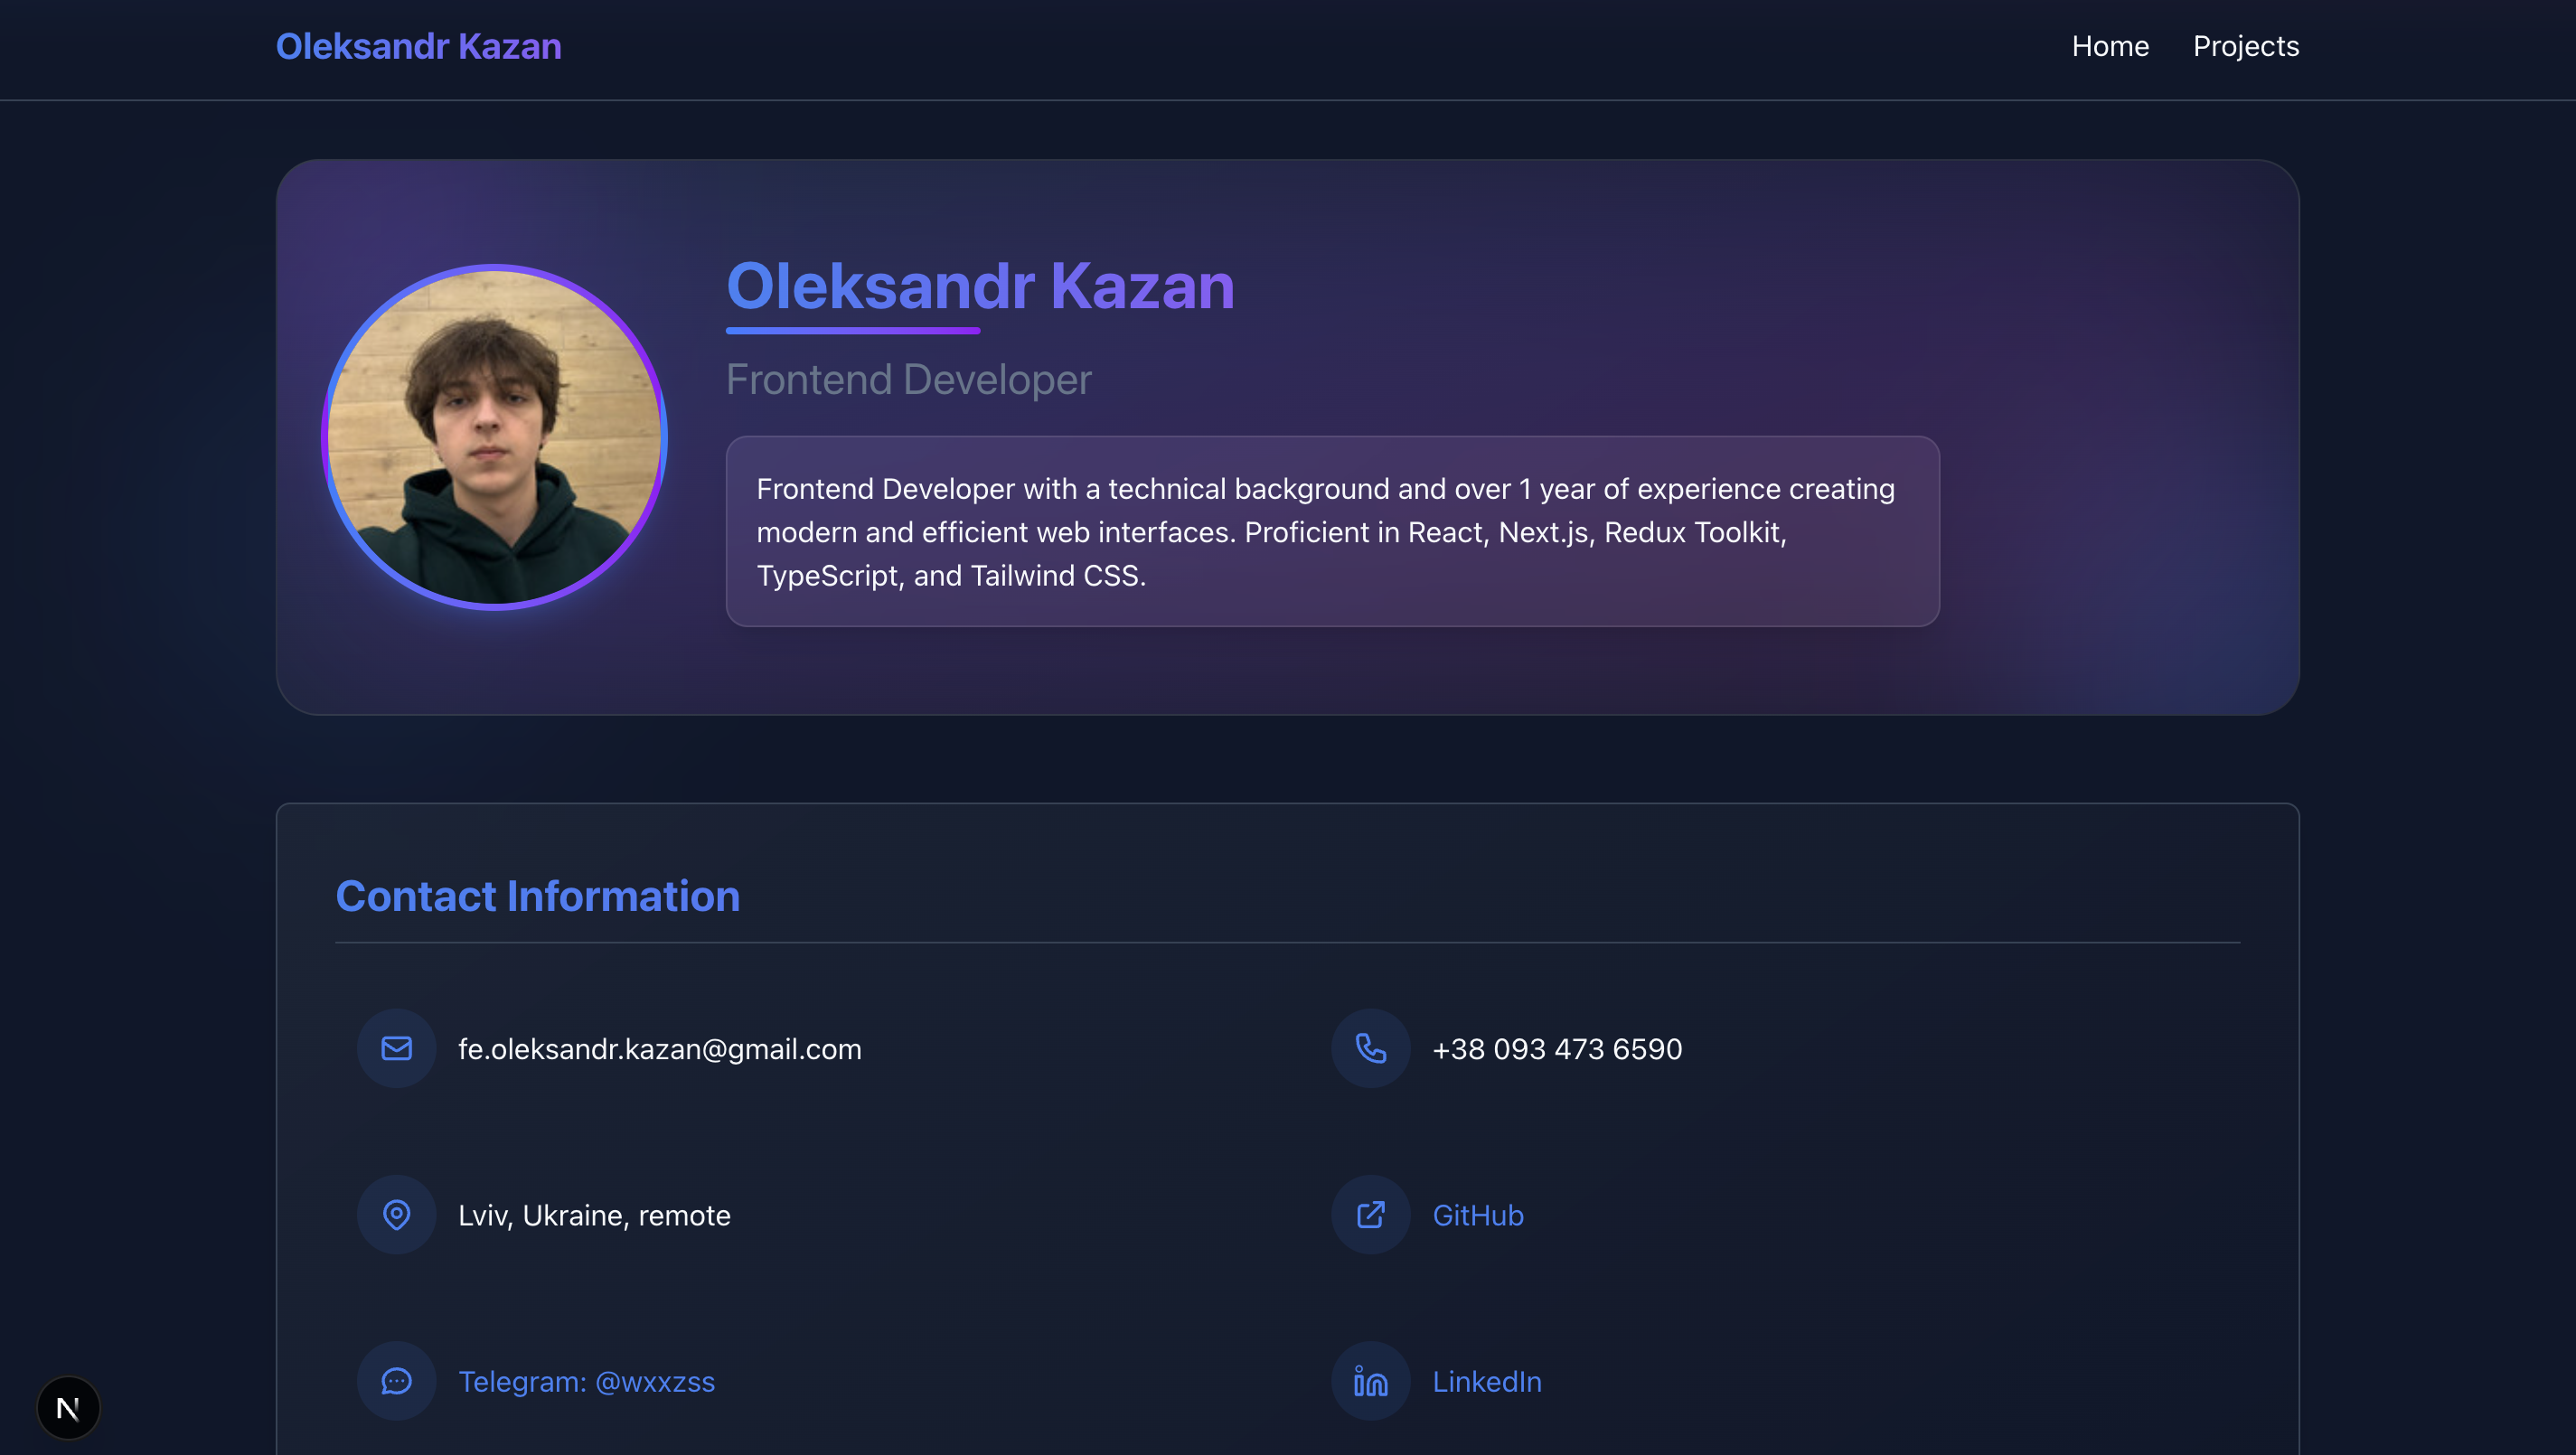 Oleksandr Kazan
Home
Projects
Oleksandr Kazan
Frontend Developer
Frontend Developer with a technical background and over 1 year of experience creating
modern and efficient web interfaces. Proficient in React, Next.js, Redux Toolkit,
TypeScript, and Tailwind CSS.
Contact Information
fe.oleksandr.kazan@gmail.com
+38 093 473 6590
Lviv, Ukraine, remote
GitHub
Telegram: @wxxzss
LinkedIn
N